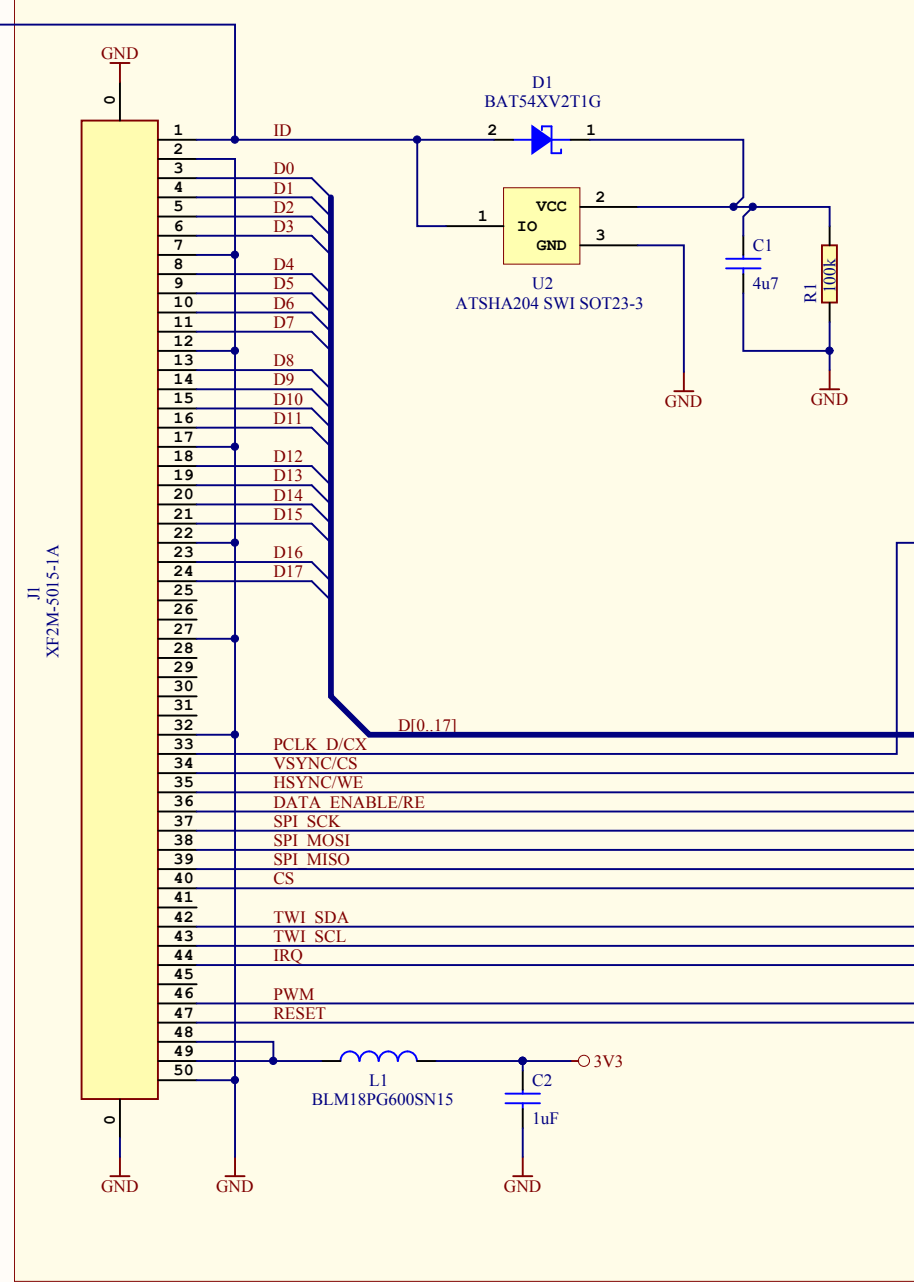 GND
0
D1
BAT54XV2T1G
1 ID 2 1
2
3 D0
4 D1
5 D2
6 D3
7
8 D4
9 D5
10 D6
11 D7
12
13 D8
14 D9
15 D10
16 D11
17
18 D12
19 D13
20 D14
21 D15
22
23 D16
24 D17
25
26
27
28
29
30
31
32
33 PCLK_D/CX
34 VSYNC/CS
35 HSYNC/WE
36 DATA_ENABLE/RE
37 SPI_SCK
38 SPI_MOSI
39 SPI_MISO
40 CS
41
42 TWI_SDA
43 TWI_SCL
44 IRQ
45
46 PWM
47 RESET
48
49
50
J1
XF2M-5015-1A
D[0..17]
VCC 2
1 IO
GND 3
U2
ATSHA204 SWI SOT23-3
C1
4u7
R1
100k
GND
GND
L1
BLM18PG600SN15
3V3
C2
1uF
0
GND
GND
GND